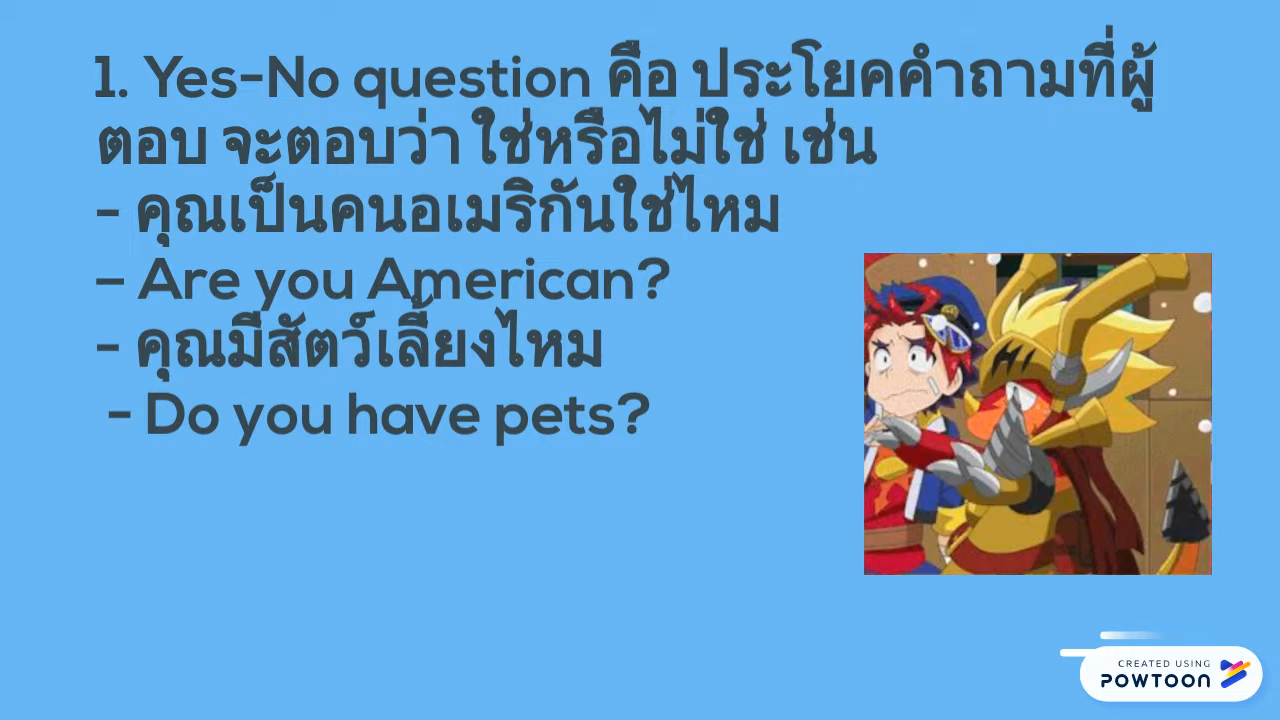 1. Yes-No question คือ ประโยคคำถามที่ผู้
ตอบ จะตอบว่า ใช่หรือไม่ใช่ เช่น
- คุณเป็นคนอเมริกันใช่ไหม
– Are you American?
- คุณมีสัตว์เลี้ยงไหม
- Do you have pets?
CREATED USING
POWTOON